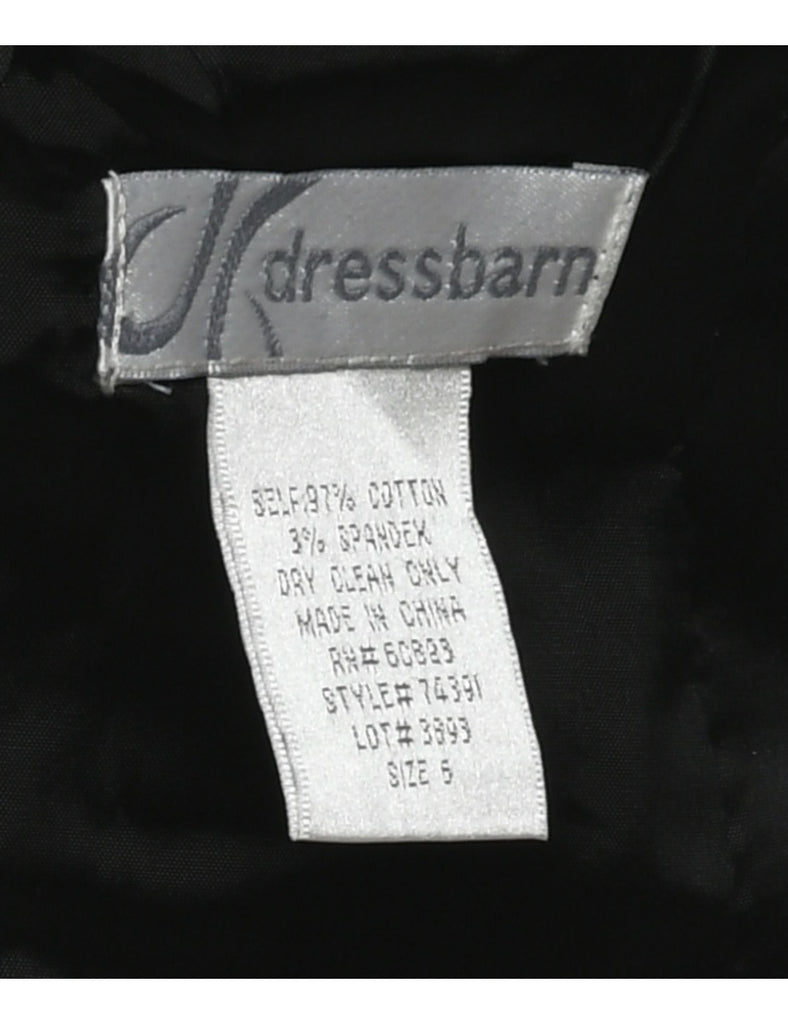 dressbarn
SELF:97% COTTON
3% SPANDEX
DRY CLEAN ONLY
MADE IN CHINA
RN#
STYLE# 74391
LOT# 3893
SIZE 6